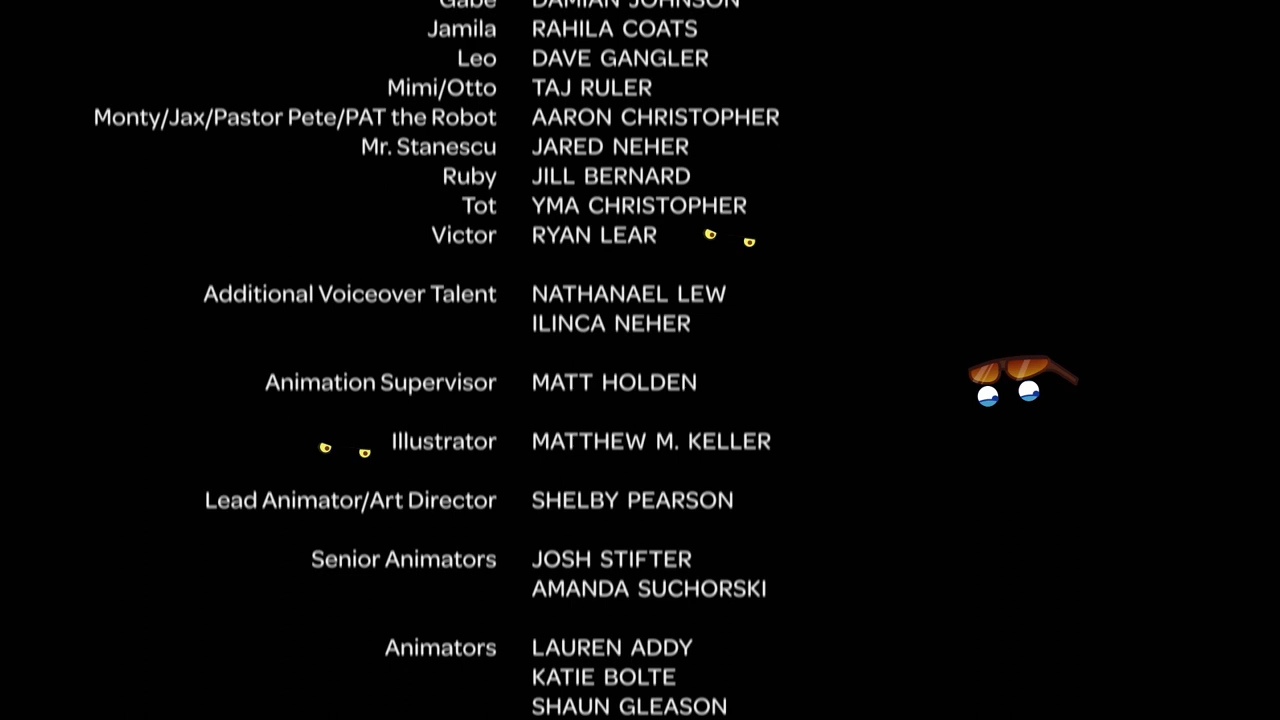 Gabe DAMIAN JOHNSON
Jamila RAHILA COATS
Leo DAVE GANGLER
Mimi/Otto TAJ RULER
Monty/Jax/Pastor Pete/PAT the Robot AARON CHRISTOPHER
Mr. Stanescu JARED NEHER
Ruby JILL BERNARD
Tot YMA CHRISTOPHER
Victor RYAN LEAR
Additional Voiceover Talent NATHANAEL LEW
ILINCA NEHER
Animation Supervisor MATT HOLDEN
Illustrator MATTHEW M. KELLER
Lead Animator/Art Director SHELBY PEARSON
Senior Animators JOSH STIFTER
AMANDA SUCHORSKI
Animators LAUREN ADDY
KATIE BOLTE
SHAUN GLEASON